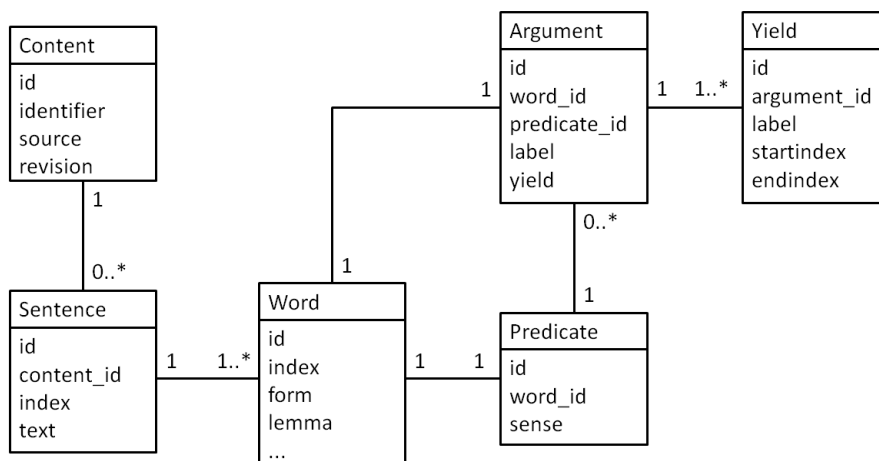 Content
id
identifier
source
revision
1
0..*
Sentence
id
content_id
index
text
1
1..*
Word
id
index
form
lemma
...
1
1
Argument
id
word_id
predicate_id
label
yield
1
1..*
Yield
id
argument_id
label
startindex
endindex
0..*
1
Predicate
id
word_id
sense
1
1